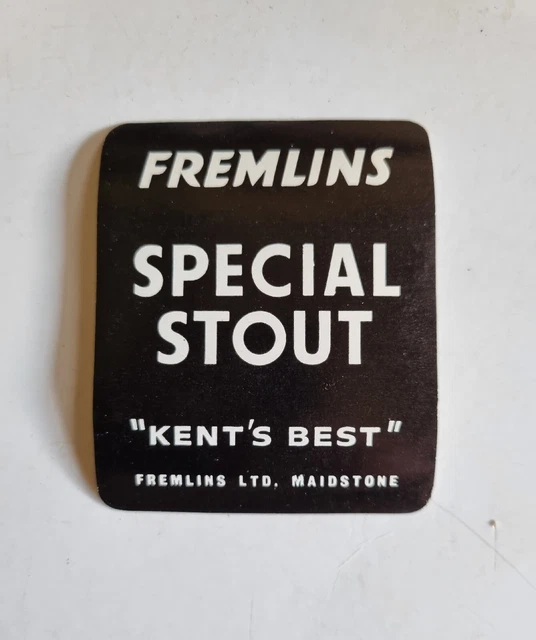 FREMLINS
SPECIAL
STOUT
"KENT'S BEST"
FREMLINS LTD. MAIDSTONE